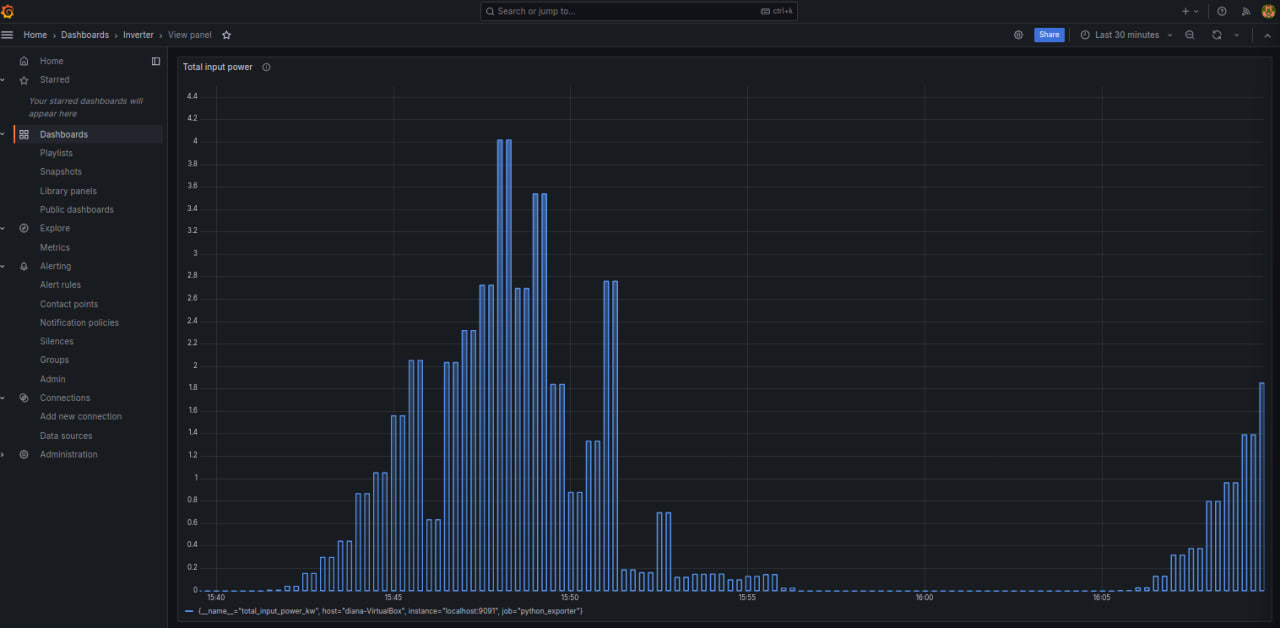 Search or jump to...
ctrl+k
Home › Dashboards › Inverter › View panel
Share
Last 30 minutes
Home
Starred
Your starred dashboards will
appear here
Dashboards
Playlists
Snapshots
Library panels
Public dashboards
Explore
Metrics
Alerting
Alert rules
Contact points
Notification policies
Silences
Groups
Admin
Connections
Add new connection
Data sources
Administration
Total input power
4.4
4.2
4
3.8
3.6
3.4
3.2
3
2.8
2.6
2.4
2.2
2
1.8
1.6
1.4
1.2
1
0.8
0.6
0.4
0.2
0
15:40 15:45 15:50 15:55 16:00 16:05
{__name__="total_input_power_kw", host="diana-VirtualBox", instance="localhost:9091", job="python_exporter"}